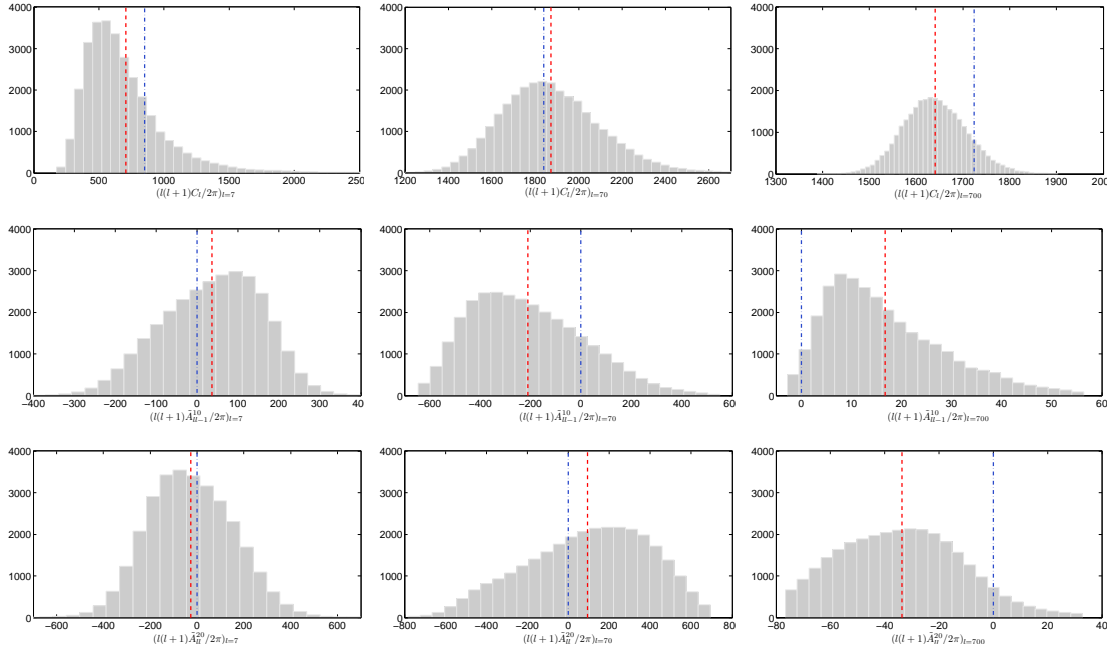 4000
3000
2000
1000
0
0 500 1000 1500 2000 250
(l(l+1)C_l/2π)_{l=7}
4000
3000
2000
1000
0
1200 1400 1600 1800 2000 2200 2400 2600
(l(l+1)C_l/2π)_{l=70}
4000
3000
2000
1000
0
1300 1400 1500 1600 1700 1800 1900 200
(l(l+1)C_l/2π)_{l=700}
4000
3000
2000
1000
0
−400 −300 −200 −100 0 100 200 300 400
(l(l+1)Ã^{10}_{ll−1}/2π)_{l=7}
4000
3000
2000
1000
0
−600 −400 −200 0 200 400 600
(l(l+1)Ã^{10}_{ll−1}/2π)_{l=70}
4000
3000
2000
1000
0
0 10 20 30 40 50 60
(l(l+1)Ã^{10}_{ll−1}/2π)_{l=700}
4000
3000
2000
1000
0
−600 −400 −200 0 200 400 600
(l(l+1)Ã^{20}_{ll}/2π)_{l=7}
4000
3000
2000
1000
0
−800 −600 −400 −200 0 200 400 600 800
(l(l+1)Ã^{20}_{ll}/2π)_{l=70}
4000
3000
2000
1000
0
−80 −60 −40 −20 0 20 40
(l(l+1)Ã^{20}_{ll}/2π)_{l=700}